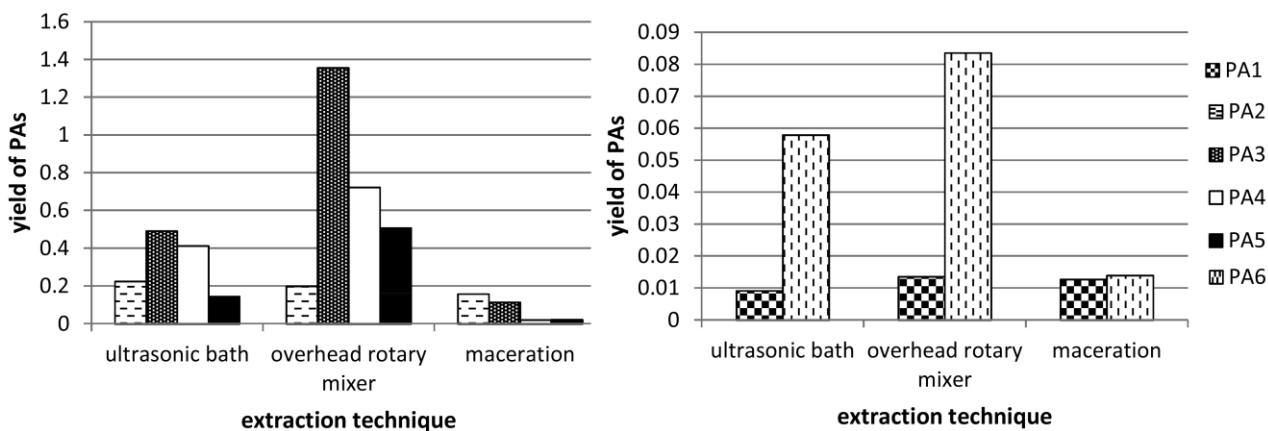 yield of PAs
1.6
1.4
1.2
1
0.8
0.6
0.4
0.2
0
ultrasonic bath
overhead rotary
mixer
maceration
extraction technique
yield of PAs
0.09
0.08
0.07
0.06
0.05
0.04
0.03
0.02
0.01
0
ultrasonic bath
overhead rotary
mixer
maceration
extraction technique
PA1
PA2
PA3
PA4
PA5
PA6